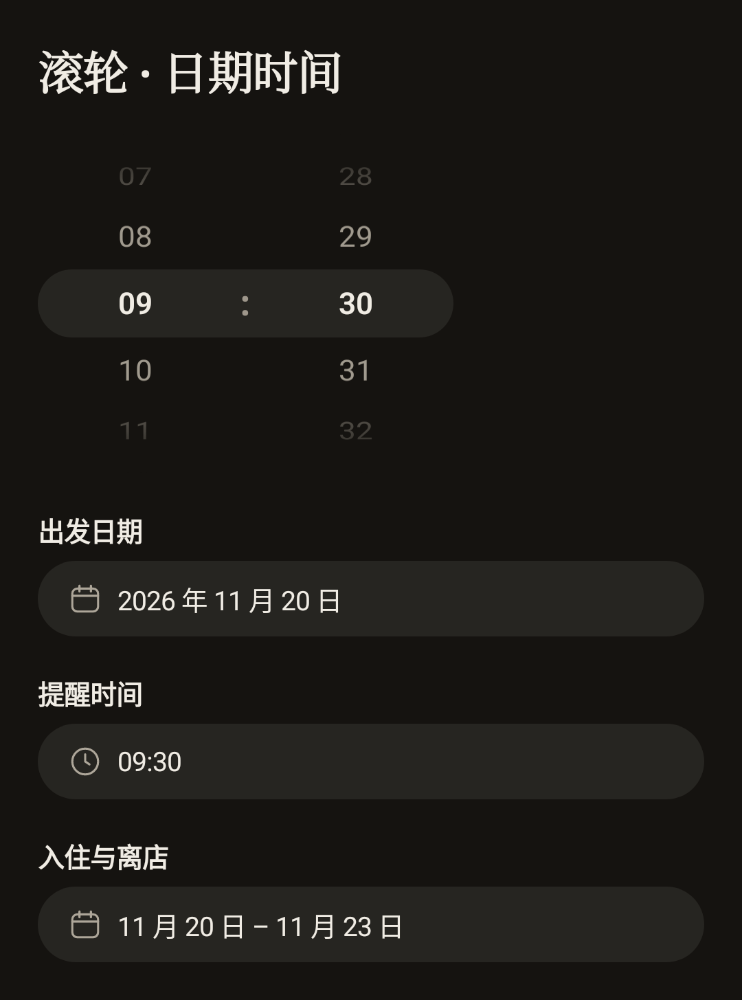 滚轮 · 日期时间
07 28
08 29
09 : 30
10 31
11 32
出发日期
2026 年 11 月 20 日
提醒时间
09:30
入住与离店
11 月 20 日 – 11 月 23 日